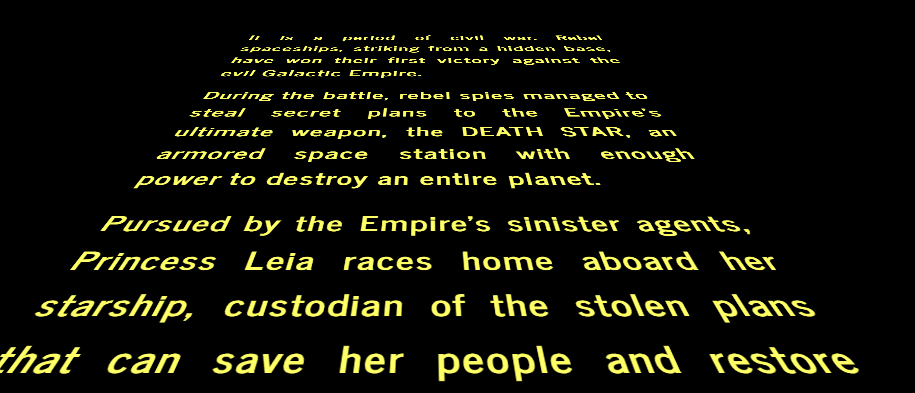 It is a period of civil war. Rebel
spaceships, striking from a hidden base,
have won their first victory against the
evil Galactic Empire.
During the battle, rebel spies managed to
steal secret plans to the Empire's
ultimate weapon, the DEATH STAR, an
armored space station with enough
power to destroy an entire planet.
Pursued by the Empire's sinister agents,
Princess Leia races home aboard her
starship, custodian of the stolen plans
that can save her people and restore